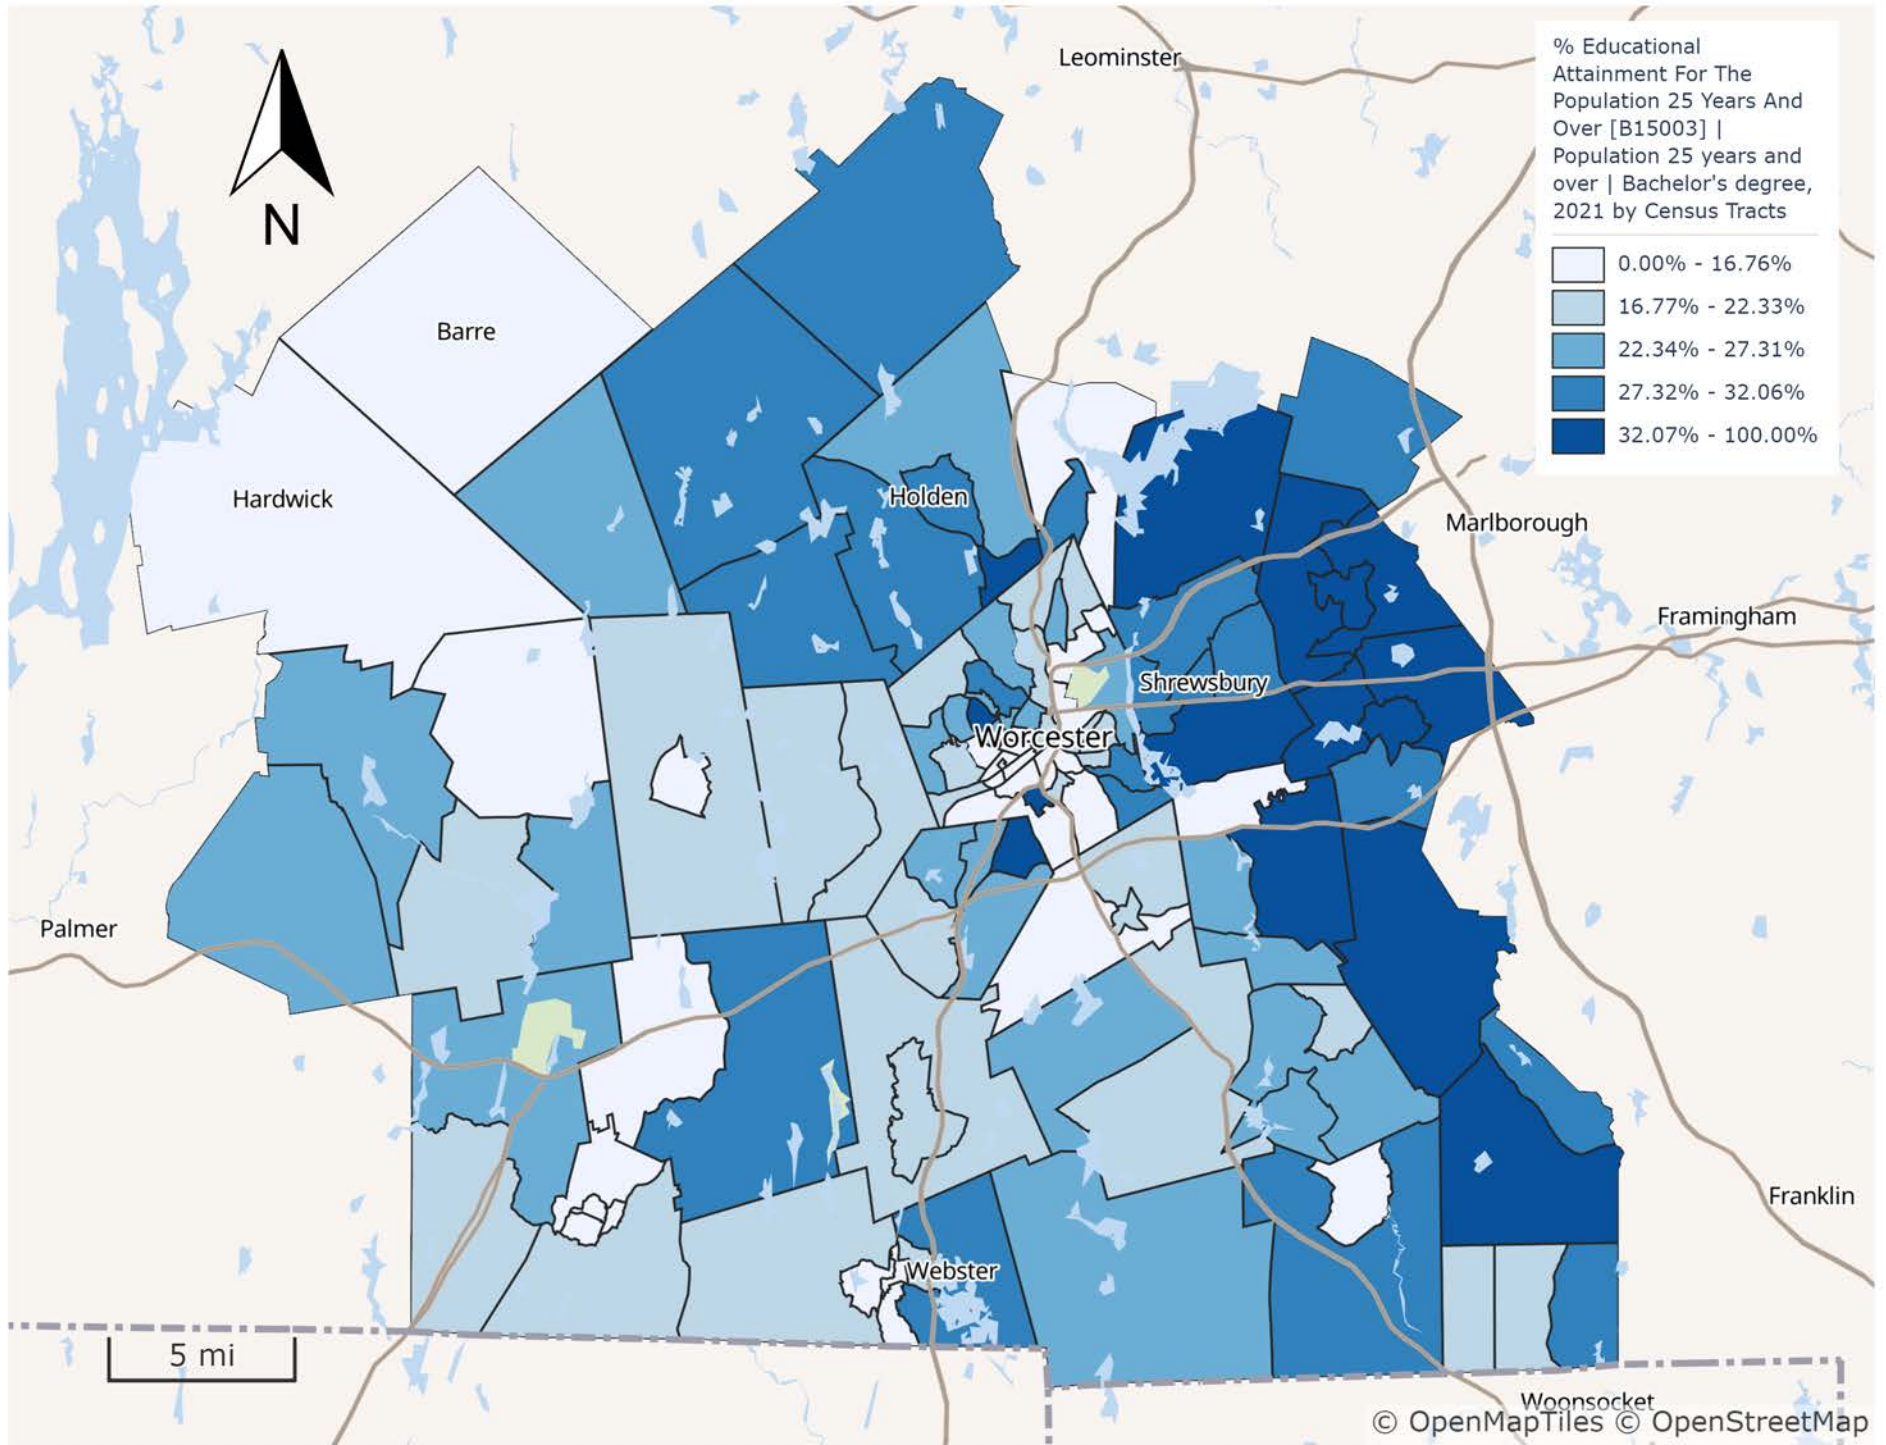 Leominster
% Educational
Attainment For The
Population 25 Years And
Over [B15003] |
Population 25 years and
over | Bachelor's degree,
2021 by Census Tracts
0.00% - 16.76%
16.77% - 22.33%
22.34% - 27.31%
27.32% - 32.06%
32.07% - 100.00%
N
Barre
Hardwick
Holden
Marlborough
Framingham
Shrewsbury
Worcester
Palmer
Franklin
Webster
5 mi
Woonsocket
© OpenMapTiles © OpenStreetMap